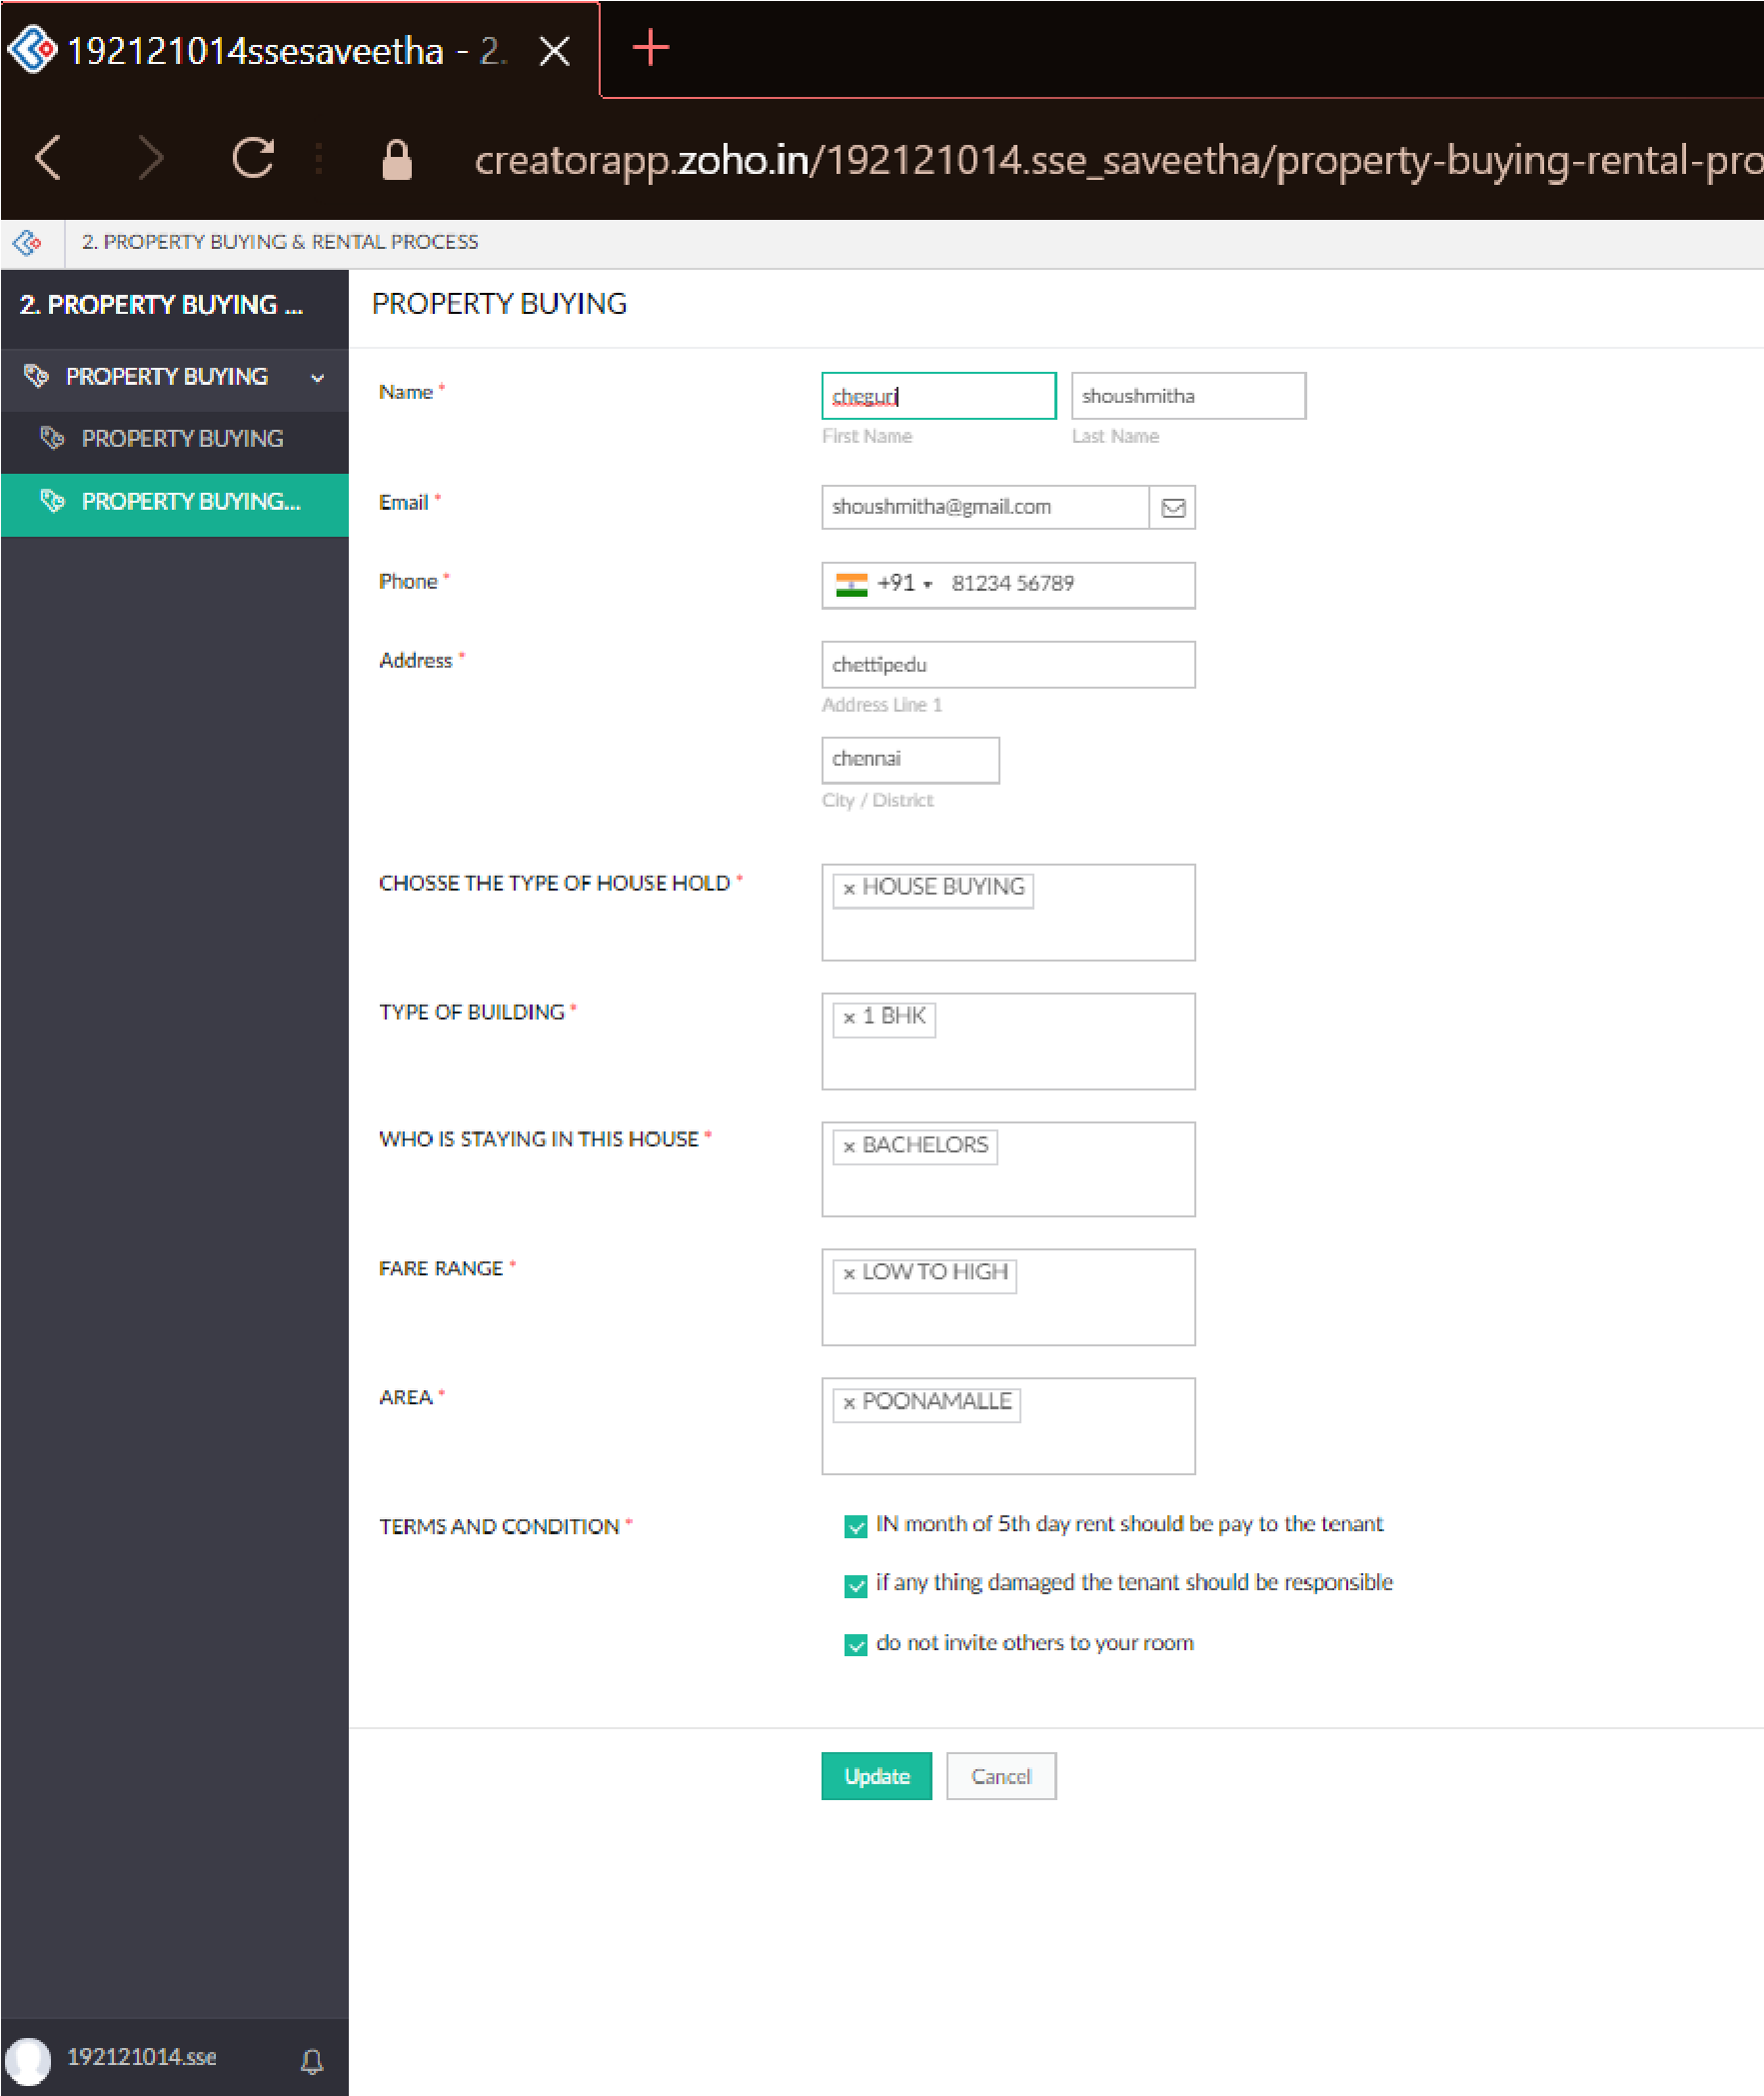 192121014ssesaveetha - 2.
creatorapp.zoho.in/192121014.sse_saveetha/property-buying-rental-pro
2. PROPERTY BUYING & RENTAL PROCESS
2. PROPERTY BUYING ...
PROPERTY BUYING
PROPERTY BUYING
PROPERTY BUYING...
PROPERTY BUYING
Name *
cheguri shoushmitha
First Name Last Name
Email *
shoushmitha@gmail.com
Phone *
+91 81234 56789
Address *
chettipedu
Address Line 1
chennai
City / District
CHOSSE THE TYPE OF HOUSE HOLD *
× HOUSE BUYING
TYPE OF BUILDING *
× 1 BHK
WHO IS STAYING IN THIS HOUSE *
× BACHELORS
FARE RANGE *
× LOW TO HIGH
AREA *
× POONAMALLE
TERMS AND CONDITION *
IN month of 5th day rent should be pay to the tenant
if any thing damaged the tenant should be responsible
do not invite others to your room
Update Cancel
192121014.sse